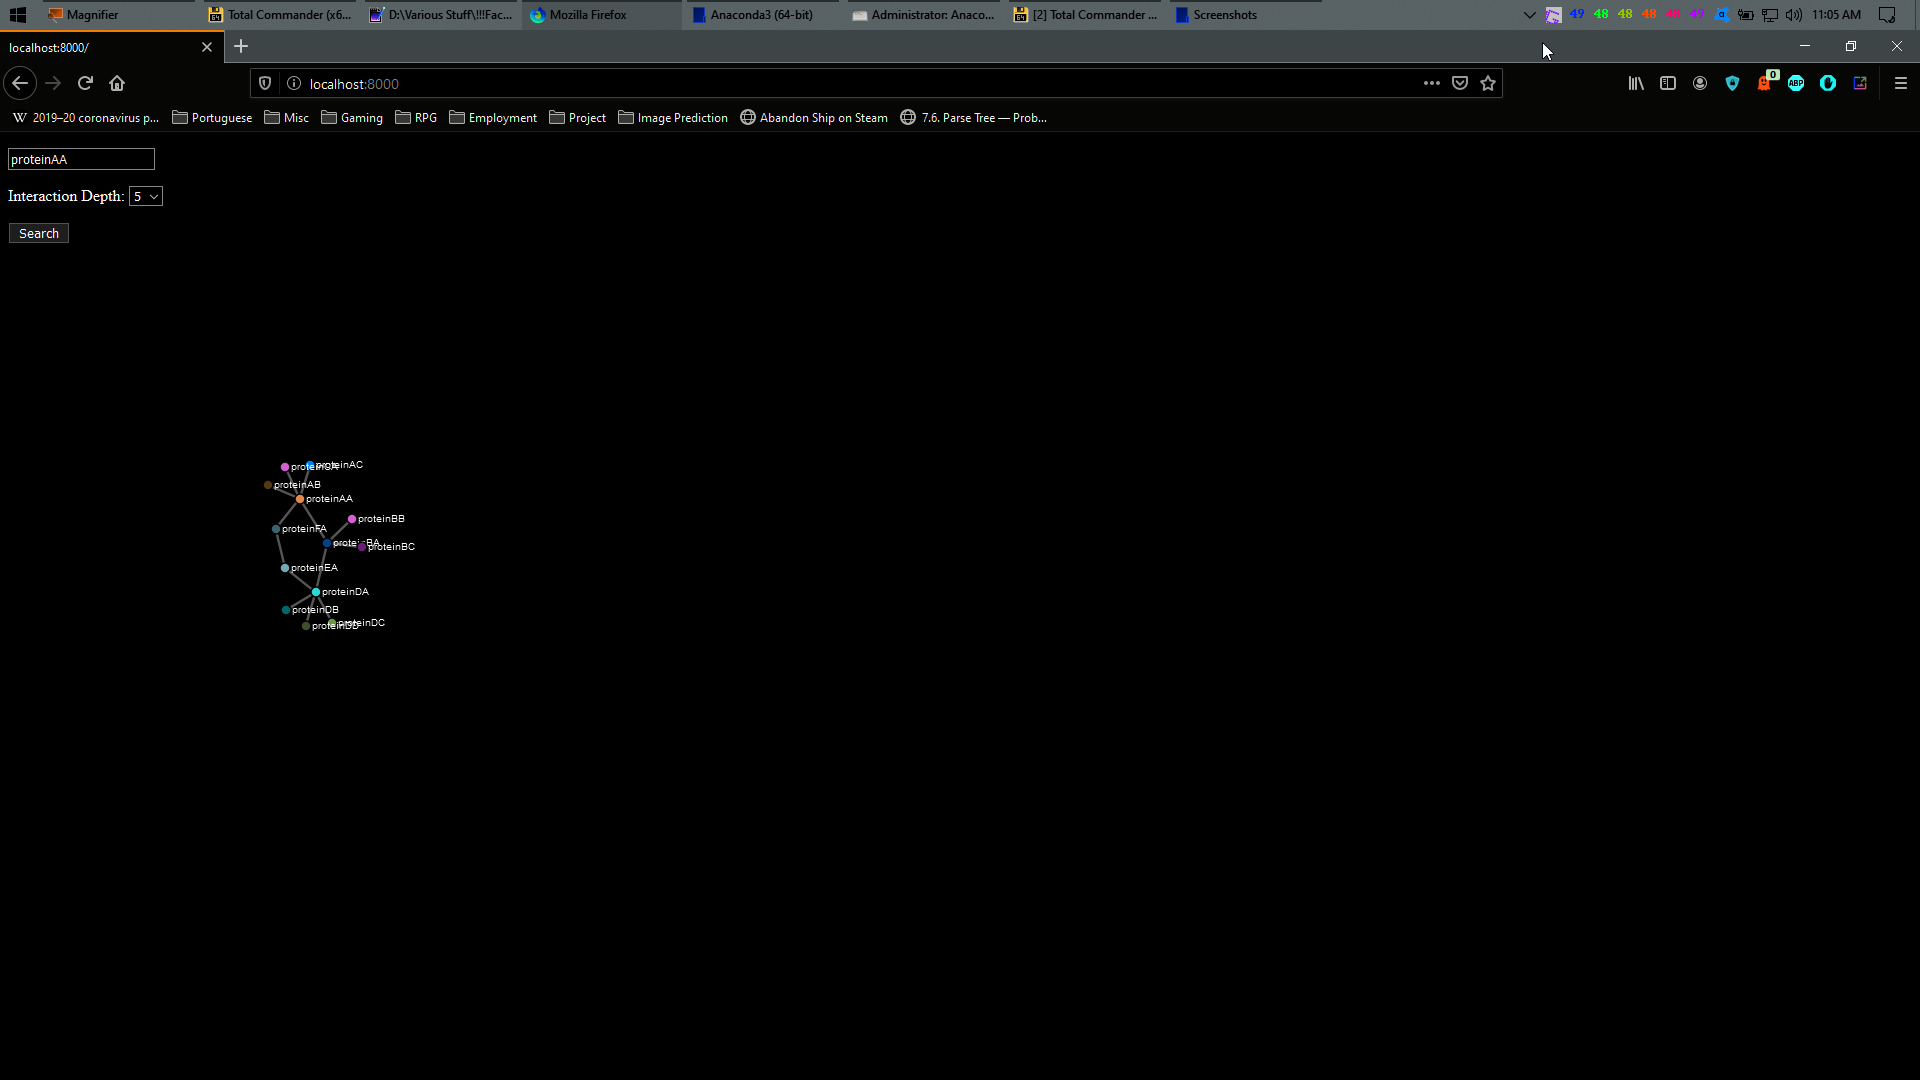 Magnifier
Total Commander (x6...
D:\Various Stuff\!!!Fac...
Mozilla Firefox
Anaconda3 (64-bit)
Administrator: Anaco...
[2] Total Commander ...
Screenshots
49 48 48 48 48 49
11:05 AM
localhost:8000/
localhost:8000
0
ABP
W 2019–20 coronavirus p...
Portuguese
Misc
Gaming
RPG
Employment
Project
Image Prediction
Abandon Ship on Steam
7.6. Parse Tree — Prob...
proteinAA
Interaction Depth: 5
Search
proteinAC
proteinAB
proteinAA
proteinBB
proteinFA
proteinBA
proteinBC
proteinEA
proteinDA
proteinDB
proteinDC